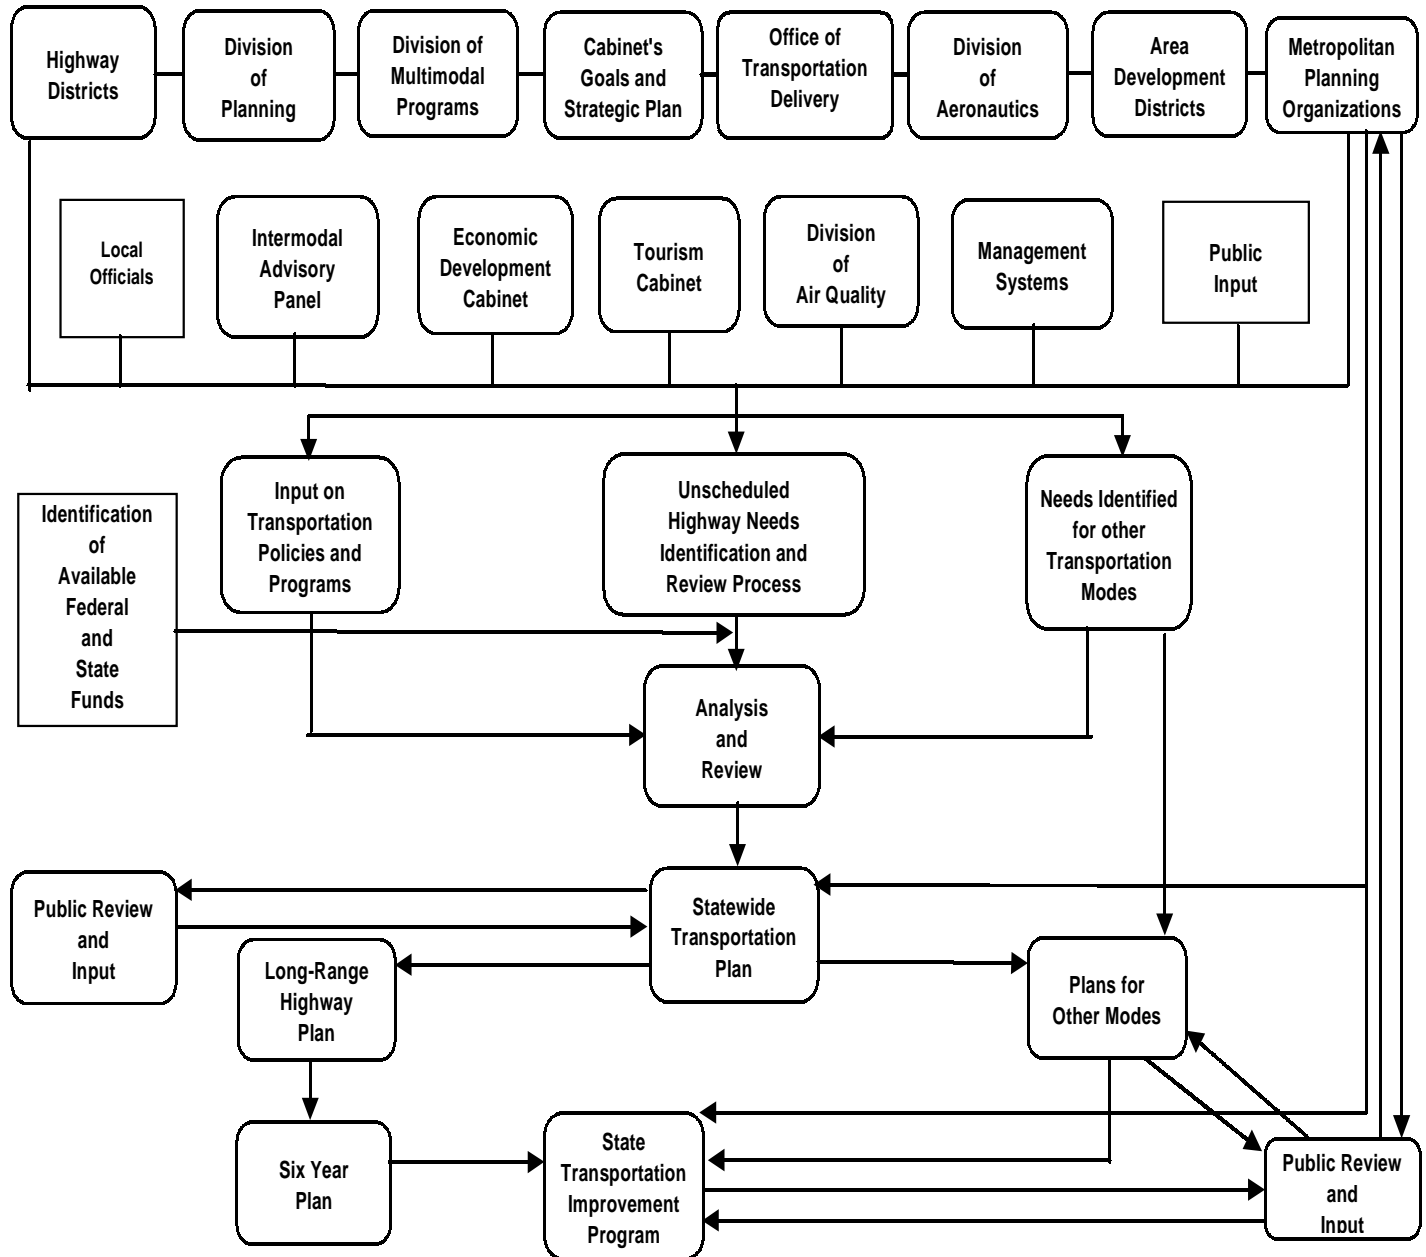 Highway
Districts
Division
of
Planning
Division of
Multimodal
Programs
Cabinet's
Goals and
Strategic Plan
Office of
Transportation
Delivery
Division
of
Aeronautics
Area
Development
Districts
Metropolitan
Planning
Organizations
Local
Officials
Intermodal
Advisory
Panel
Economic
Development
Cabinet
Tourism
Cabinet
Division
of
Air Quality
Management
Systems
Public
Input
Identification
of
Available
Federal
and
State
Funds
Input on
Transportation
Policies and
Programs
Unscheduled
Highway Needs
Identification and
Review Process
Needs Identified
for other
Transportation
Modes
Analysis
and
Review
Public Review
and
Input
Statewide
Transportation
Plan
Long-Range
Highway
Plan
Plans for
Other Modes
Six Year
Plan
State
Transportation
Improvement
Program
Public Review
and
Input